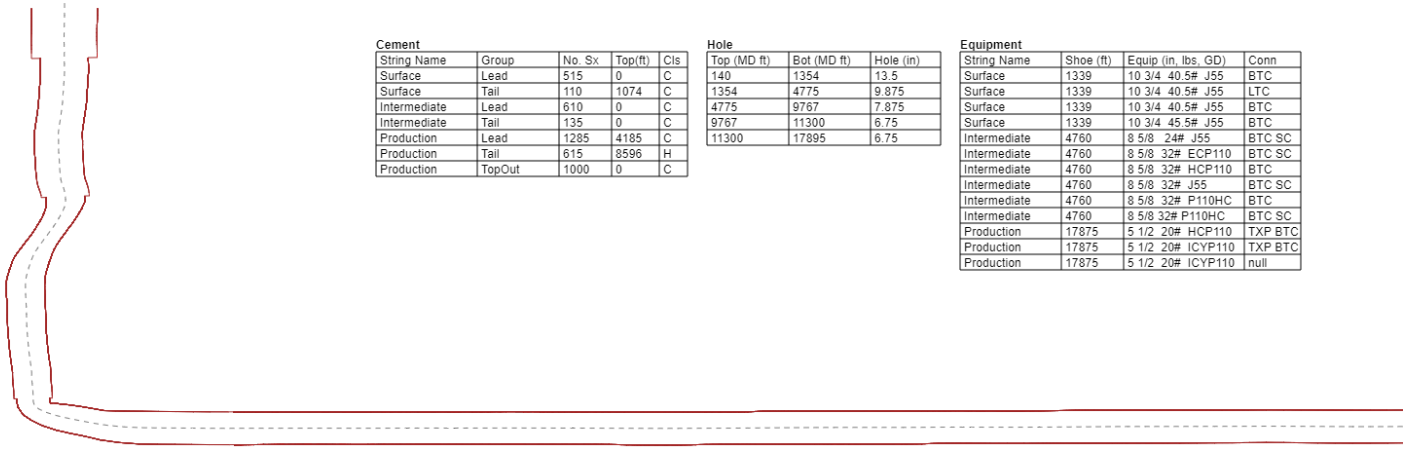 Cement
String Name Group No. Sx Top(ft) Cls
Surface Lead 515 0 C
Surface Tail 110 1074 C
Intermediate Lead 610 0 C
Intermediate Tail 135 0 C
Production Lead 1285 4185 C
Production Tail 615 8596 H
Production TopOut 1000 0 C
Hole
Top (MD ft) Bot (MD ft) Hole (in)
140 1354 13.5
1354 4775 9.875
4775 9767 7.875
9767 11300 6.75
11300 17895 6.75
Equipment
String Name Shoe (ft) Equip (in, lbs, GD) Conn
Surface 1339 10 3/4 40.5# J55 BTC
Surface 1339 10 3/4 40.5# J55 LTC
Surface 1339 10 3/4 40.5# J55 BTC
Surface 1339 10 3/4 45.5# J55 BTC
Intermediate 4760 8 5/8 24# J55 BTC SC
Intermediate 4760 8 5/8 32# ECP110 BTC SC
Intermediate 4760 8 5/8 32# HCP110 BTC
Intermediate 4760 8 5/8 32# J55 BTC SC
Intermediate 4760 8 5/8 32# P110HC BTC
Intermediate 4760 8 5/8 32# P110HC BTC SC
Production 17875 5 1/2 20# HCP110 TXP BTC
Production 17875 5 1/2 20# ICYP110 TXP BTC
Production 17875 5 1/2 20# ICYP110 null